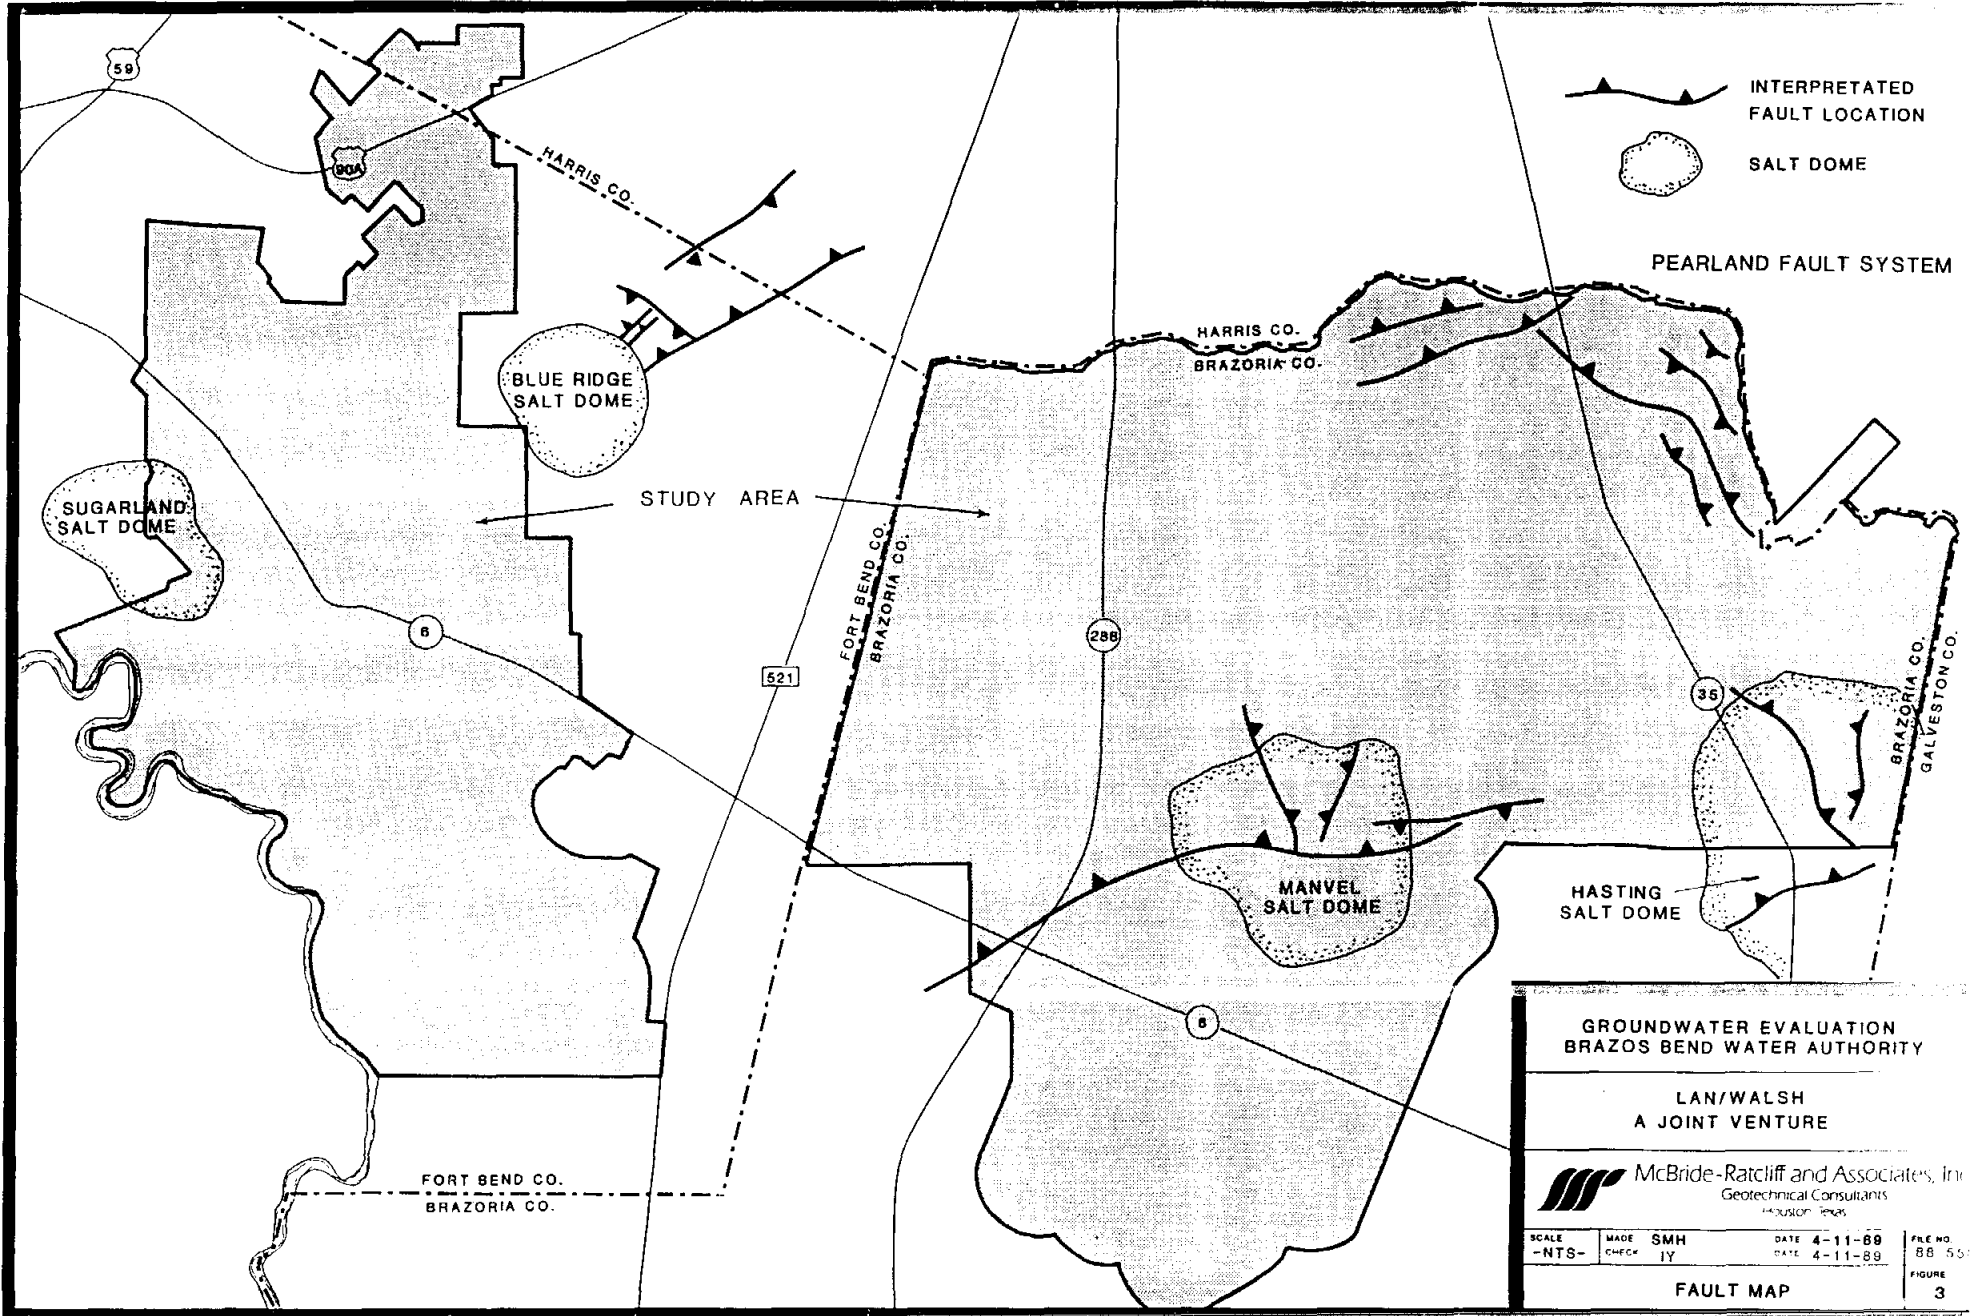 59
90A
HARRIS CO.
INTERPRETATED
FAULT LOCATION
SALT DOME
PEARLAND FAULT SYSTEM
HARRIS CO.
BRAZORIA CO.
BLUE RIDGE
SALT DOME
STUDY AREA
SUGARLAND
SALT DOME
FORT BEND CO.
BRAZORIA CO.
6
288
521
35
BRAZORIA CO.
GALVESTON CO.
MANVEL
SALT DOME
HASTING
SALT DOME
6
FORT BEND CO.
BRAZORIA CO.
GROUNDWATER EVALUATION
BRAZOS BEND WATER AUTHORITY
LAN/WALSH
A JOINT VENTURE
McBride-Ratcliff and Associates, Inc
Geotechnical Consultants
Houston Texas
SCALE
-NTS-
MADE SMH DATE 4-11-89
CHECK IY DATE 4-11-89
FILE NO.
88 55
FAULT MAP
FIGURE
3